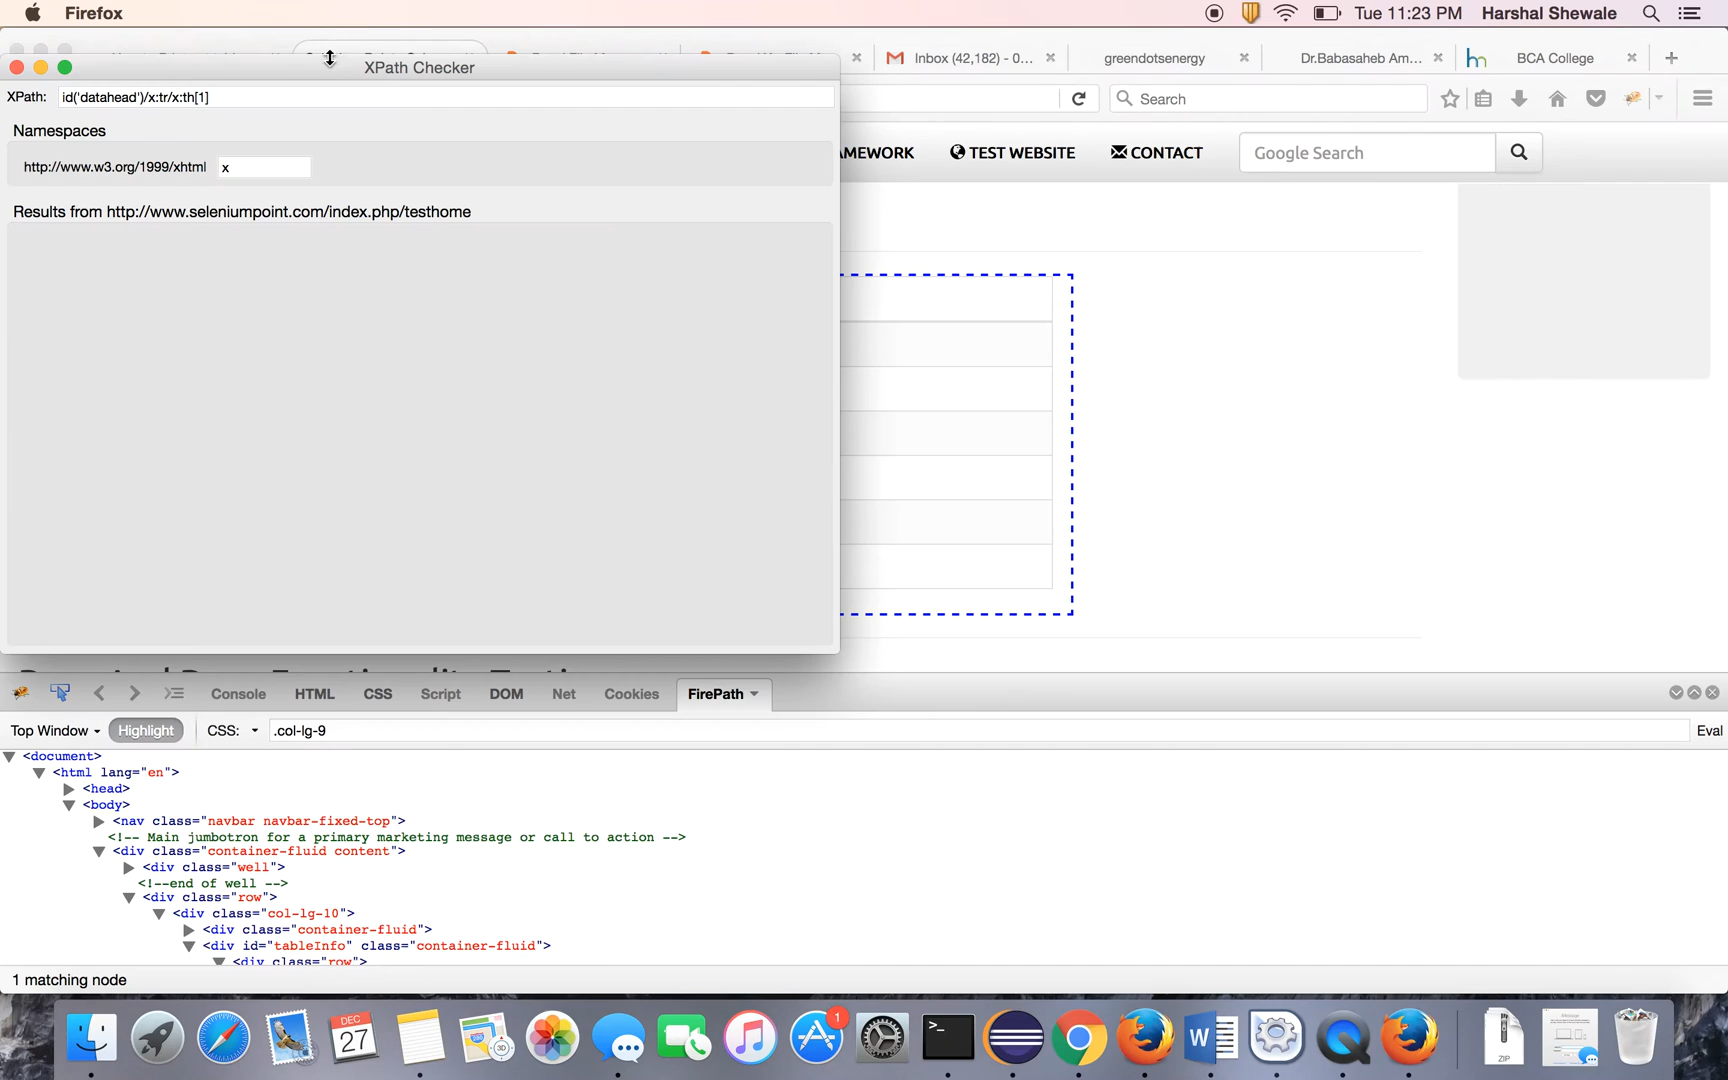 Firefox
Tue 11:23 PM Harshal Shewale
Inbox (42,182) - 0...
greendotsenergy
Dr.Babasaheb Am...
BCA College
XPath Checker
XPath: id('datahead')/x:tr/x:th[1]
Search
Namespaces
http://www.w3.org/1999/xhtml x
AMEWORK TEST WEBSITE CONTACT
Google Search
Results from http://www.seleniumpoint.com/index.php/testhome
Console HTML CSS Script DOM Net Cookies FirePath
Top Window Highlight CSS: .col-lg-9 Eval
<document>
<html lang="en">
<head>
<body>
<nav class="navbar navbar-fixed-top">
<!-- Main jumbotron for a primary marketing message or call to action -->
<div class="container-fluid content">
<div class="well">
<!--end of well -->
<div class="row">
<div class="col-lg-10">
<div class="container-fluid">
<div id="tableInfo" class="container-fluid">
<div class="row">
1 matching node
DEC
27
3D
1
>_
W
ZIP